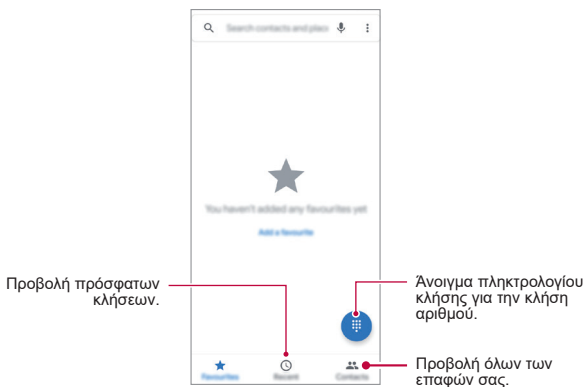 Search contacts and place
You haven't added any favourites yet
Add a favourite
Προβολή πρόσφατων
κλήσεων.
Άνοιγμα πληκτρολογίου
κλήσης για την κλήση
αριθμού.
Favourites
Recent
Contacts
Προβολή όλων των
επαφών σας.